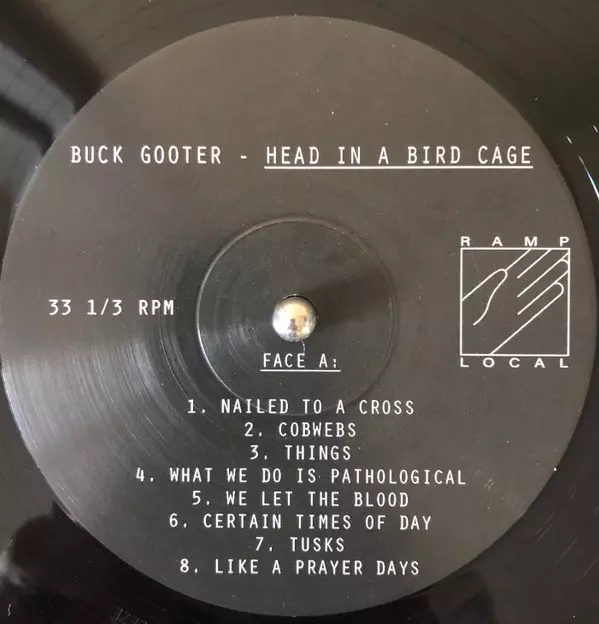 BUCK GOOTER - HEAD IN A BIRD CAGE
RAMP
33 1/3 RPM
LOCAL
FACE A:
1. NAILED TO A CROSS
2. COBWEBS
3. THINGS
4. WHAT WE DO IS PATHOLOGICAL
5. WE LET THE BLOOD
6. CERTAIN TIMES OF DAY
7. TUSKS
8. LIKE A PRAYER DAYS